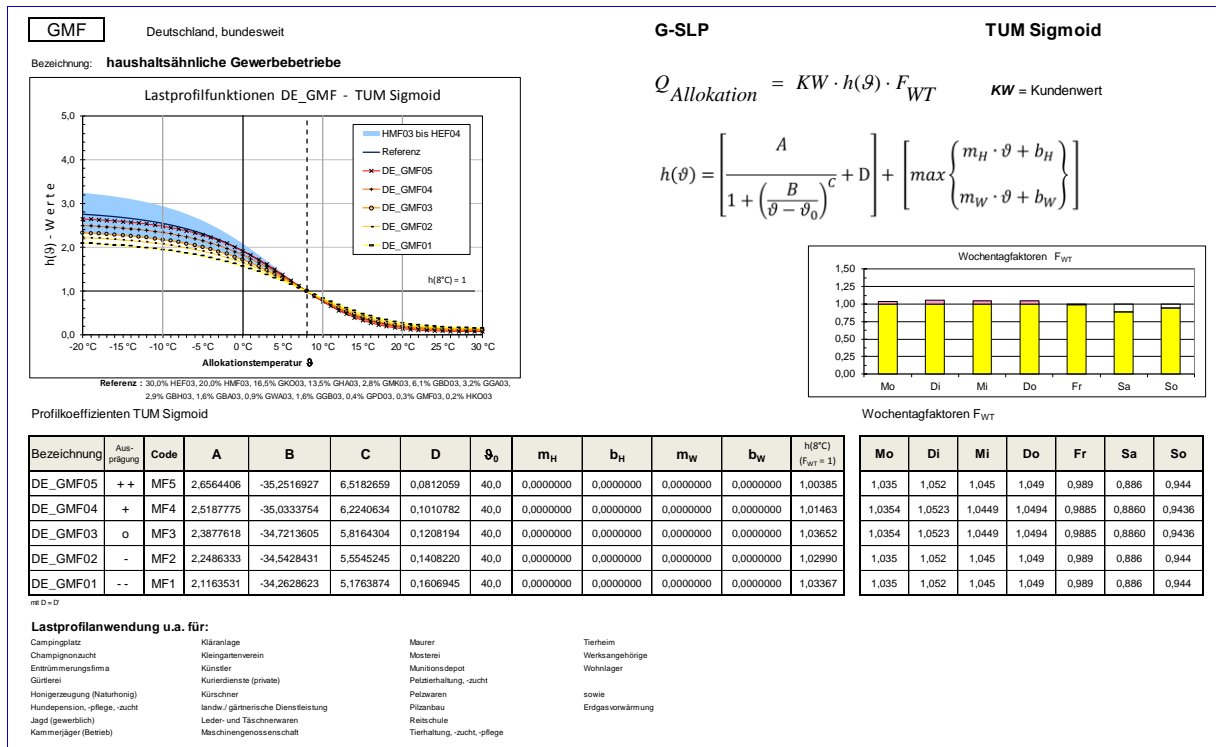 GMF
Deutschland, bundesweit
G-SLP
TUM Sigmoid
Bezeichnung: haushaltsähnliche Gewerbebetriebe
Lastprofilfunktionen DE_GMF - TUM Sigmoid
h(ϑ) - Werte
5,0
4,0
3,0
2,0
1,0
0,0
-20 °C -15 °C -10 °C -5 °C 0 °C 5 °C 10 °C 15 °C 20 °C 25 °C 30 °C
Allokationstemperatur ϑ
HMF03 bis HEF04
Referenz
DE_GMF05
DE_GMF04
DE_GMF03
DE_GMF02
DE_GMF01
h(8°C) = 1
Referenz : 30,0% HEF03, 20,0% HMF03, 16,5% GKO03, 13,5% GHA03, 2,8% GMK03, 6,1% GBD03, 3,2% GGA03,
2,9% GBH03, 1,6% GBA03, 0,9% GWA03, 1,6% GGB03, 0,4% GPD03, 0,3% GMF03, 0,2% HKO03
Q_Allokation = KW · h(ϑ) · F_WT
KW = Kundenwert
h(ϑ) = [ A / (1 + (B / (ϑ − ϑ₀))^C) + D ] + [ max { m_H · ϑ + b_H ; m_W · ϑ + b_W } ]
Wochentagfaktoren F_WT
1,50
1,25
1,00
0,75
0,50
0,25
0,00
Mo Di Mi Do Fr Sa So
Profilkoeffizienten TUM Sigmoid
Bezeichnung Aus-prägung Code A B C D ϑ₀ m_H b_H m_W b_W h(8°C) (F_WT = 1)
DE_GMF05 ++ MF5 2,6564406 -35,2516927 6,5182659 0,0812059 40,0 0,0000000 0,0000000 0,0000000 0,0000000 1,00385
DE_GMF04 + MF4 2,5187775 -35,0333754 6,2240634 0,1010782 40,0 0,0000000 0,0000000 0,0000000 0,0000000 1,01463
DE_GMF03 o MF3 2,3877618 -34,7213605 5,8164304 0,1208194 40,0 0,0000000 0,0000000 0,0000000 0,0000000 1,03652
DE_GMF02 - MF2 2,2486333 -34,5428431 5,5545245 0,1408220 40,0 0,0000000 0,0000000 0,0000000 0,0000000 1,02990
DE_GMF01 -- MF1 2,1163531 -34,2628623 5,1763874 0,1606945 40,0 0,0000000 0,0000000 0,0000000 0,0000000 1,03367
mit D = D'
Wochentagfaktoren F_WT
Mo Di Mi Do Fr Sa So
1,035 1,052 1,045 1,049 0,989 0,886 0,944
1,0354 1,0523 1,0449 1,0494 0,9885 0,8860 0,9436
1,0354 1,0523 1,0449 1,0494 0,9885 0,8860 0,9436
1,035 1,052 1,045 1,049 0,989 0,886 0,944
1,035 1,052 1,045 1,049 0,989 0,886 0,944
Lastprofilanwendung u.a. für:
Campingplatz
Champignonzucht
Enttrümmerungsfirma
Gürtlerei
Honigerzeugung (Naturhonig)
Hundepension, -pflege, -zucht
Jagd (gewerblich)
Kammerjäger (Betrieb)
Kläranlage
Kleingartenverein
Künstler
Kurierdienste (private)
Kürschner
landw./ gärtnerische Dienstleistung
Leder- und Täschnerwaren
Maschinengenossenschaft
Maurer
Mosterei
Munitionsdepot
Pelztierhaltung, -zucht
Pelzwaren
Pilzanbau
Reitschule
Tierhaltung, -zucht, -pflege
Tierheim
Werksangehörige
Wohnlager
sowie
Erdgasvorwärmung